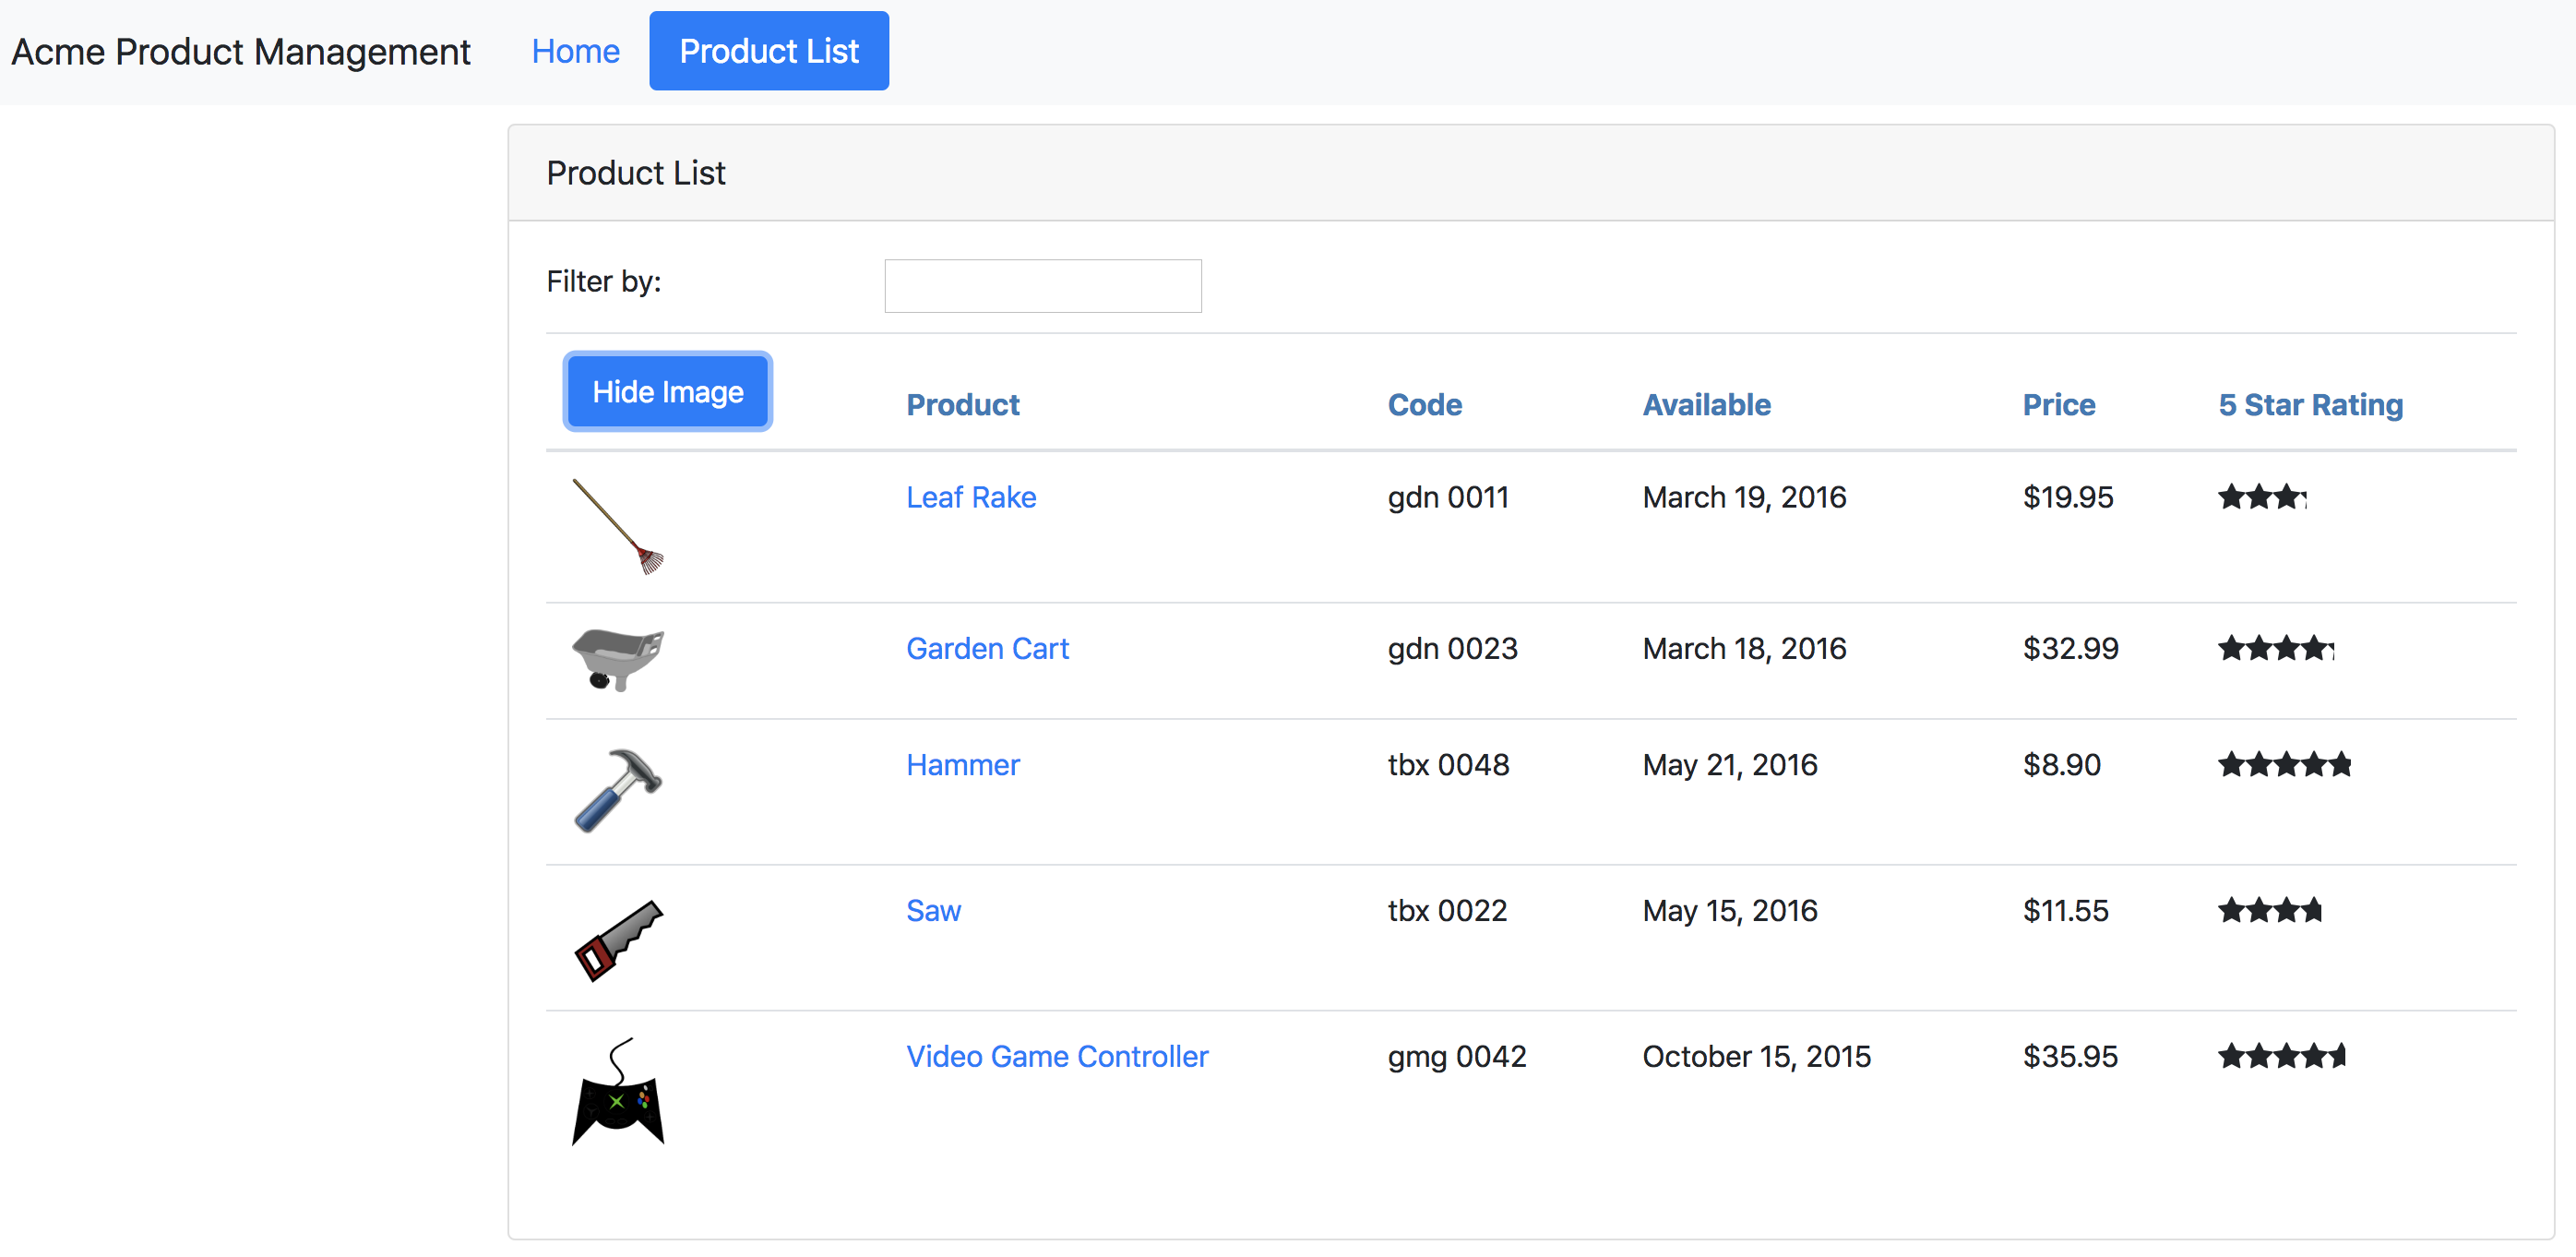 Acme Product Management Home Product List
Product List
Filter by:
Hide Image Product Code Available Price 5 Star Rating
Leaf Rake gdn 0011 March 19, 2016 $19.95
Garden Cart gdn 0023 March 18, 2016 $32.99
Hammer tbx 0048 May 21, 2016 $8.90
Saw tbx 0022 May 15, 2016 $11.55
Video Game Controller gmg 0042 October 15, 2015 $35.95